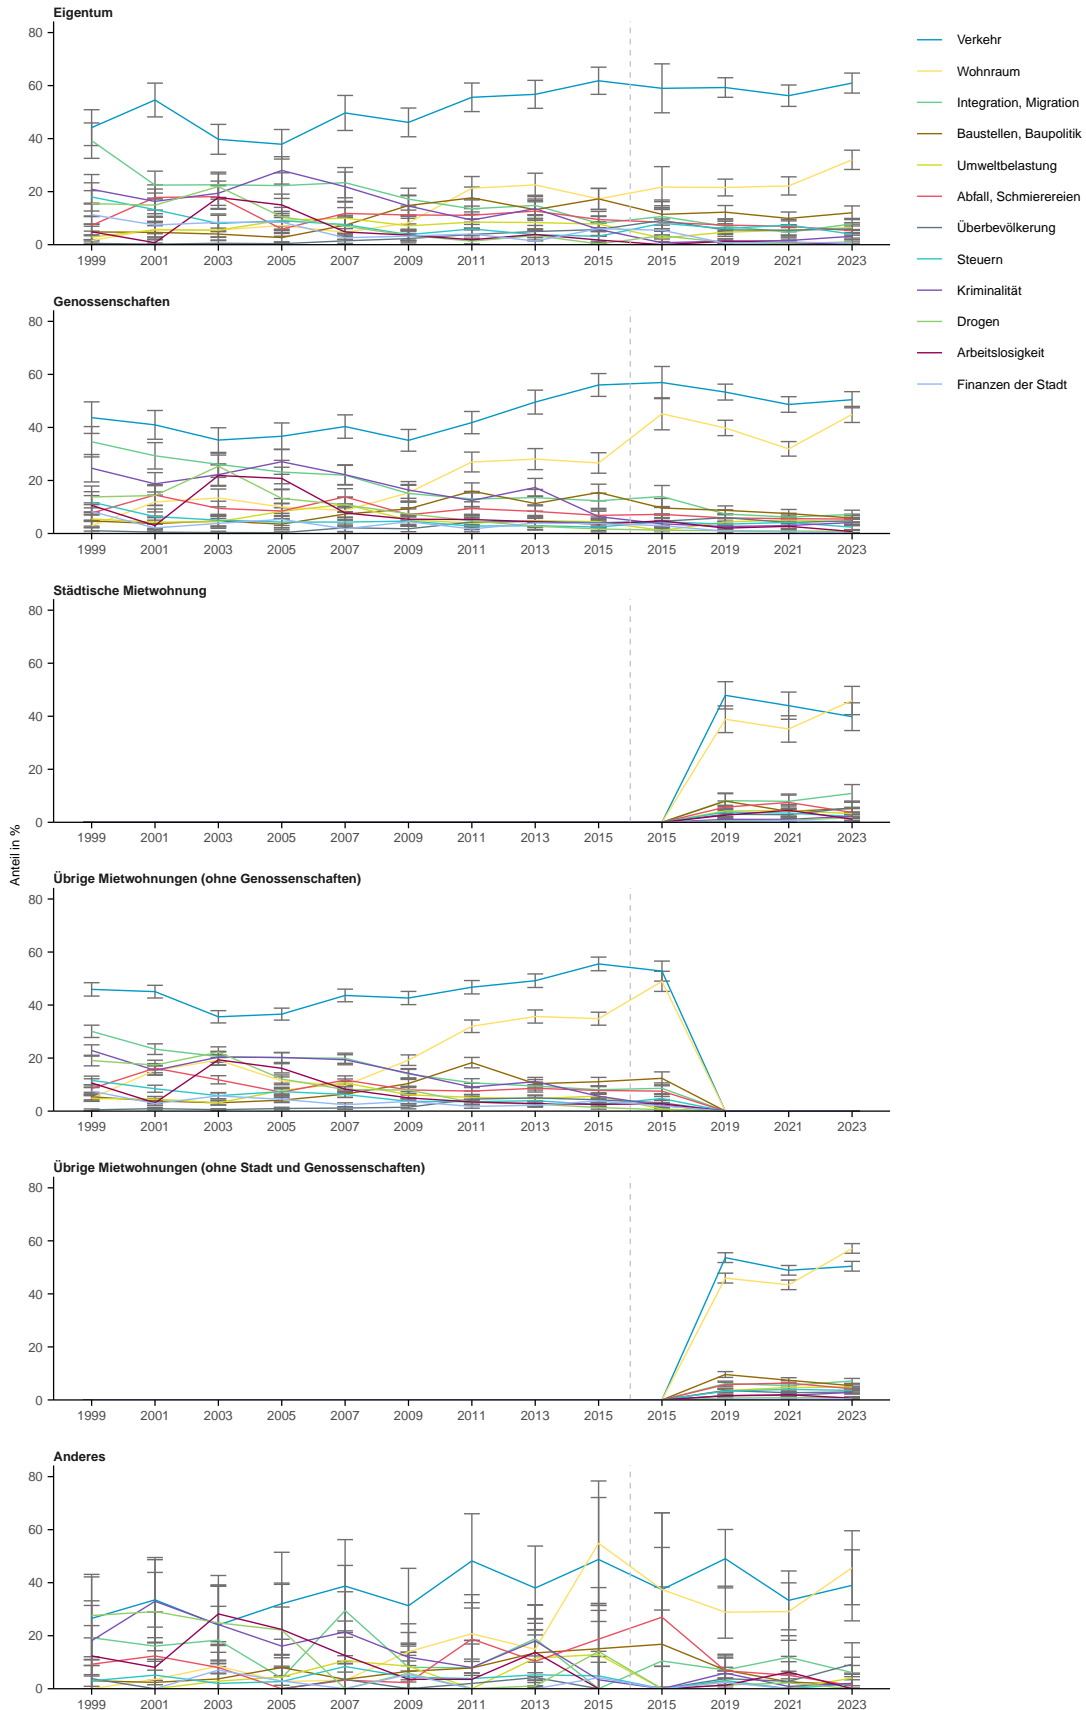 Eigentum
80
60
40
20
0
1999 2001 2003 2005 2007 2009 2011 2013 2015 2015 2019 2021 2023
Genossenschaften
80
60
40
20
0
1999 2001 2003 2005 2007 2009 2011 2013 2015 2015 2019 2021 2023
Städtische Mietwohnung
80
60
40
20
0
1999 2001 2003 2005 2007 2009 2011 2013 2015 2015 2019 2021 2023
Anteil in %
Übrige Mietwohnungen (ohne Genossenschaften)
80
60
40
20
0
1999 2001 2003 2005 2007 2009 2011 2013 2015 2015 2019 2021 2023
Übrige Mietwohnungen (ohne Stadt und Genossenschaften)
80
60
40
20
0
1999 2001 2003 2005 2007 2009 2011 2013 2015 2015 2019 2021 2023
Anderes
80
60
40
20
0
1999 2001 2003 2005 2007 2009 2011 2013 2015 2015 2019 2021 2023
Verkehr
Wohnraum
Integration, Migration
Baustellen, Baupolitik
Umweltbelastung
Abfall, Schmierereien
Überbevölkerung
Steuern
Kriminalität
Drogen
Arbeitslosigkeit
Finanzen der Stadt